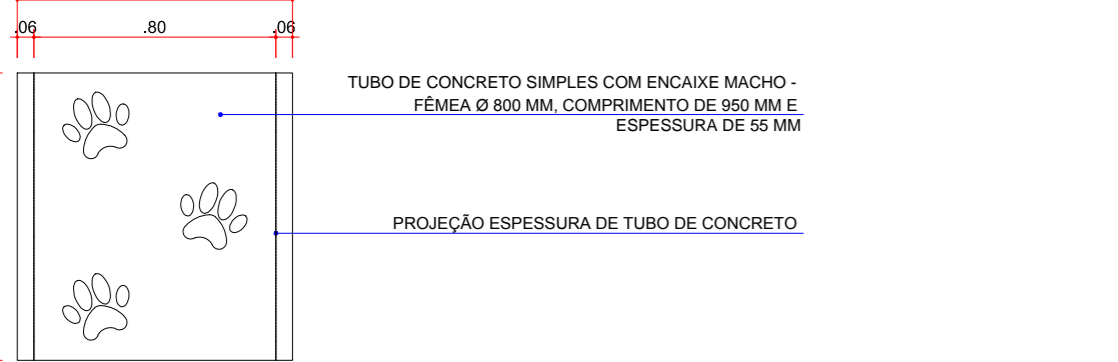 .06 .80 .06
TUBO DE CONCRETO SIMPLES COM ENCAIXE MACHO -
FÊMEA Ø 800 MM, COMPRIMENTO DE 950 MM E
ESPESSURA DE 55 MM
PROJEÇÃO ESPESSURA DE TUBO DE CONCRETO